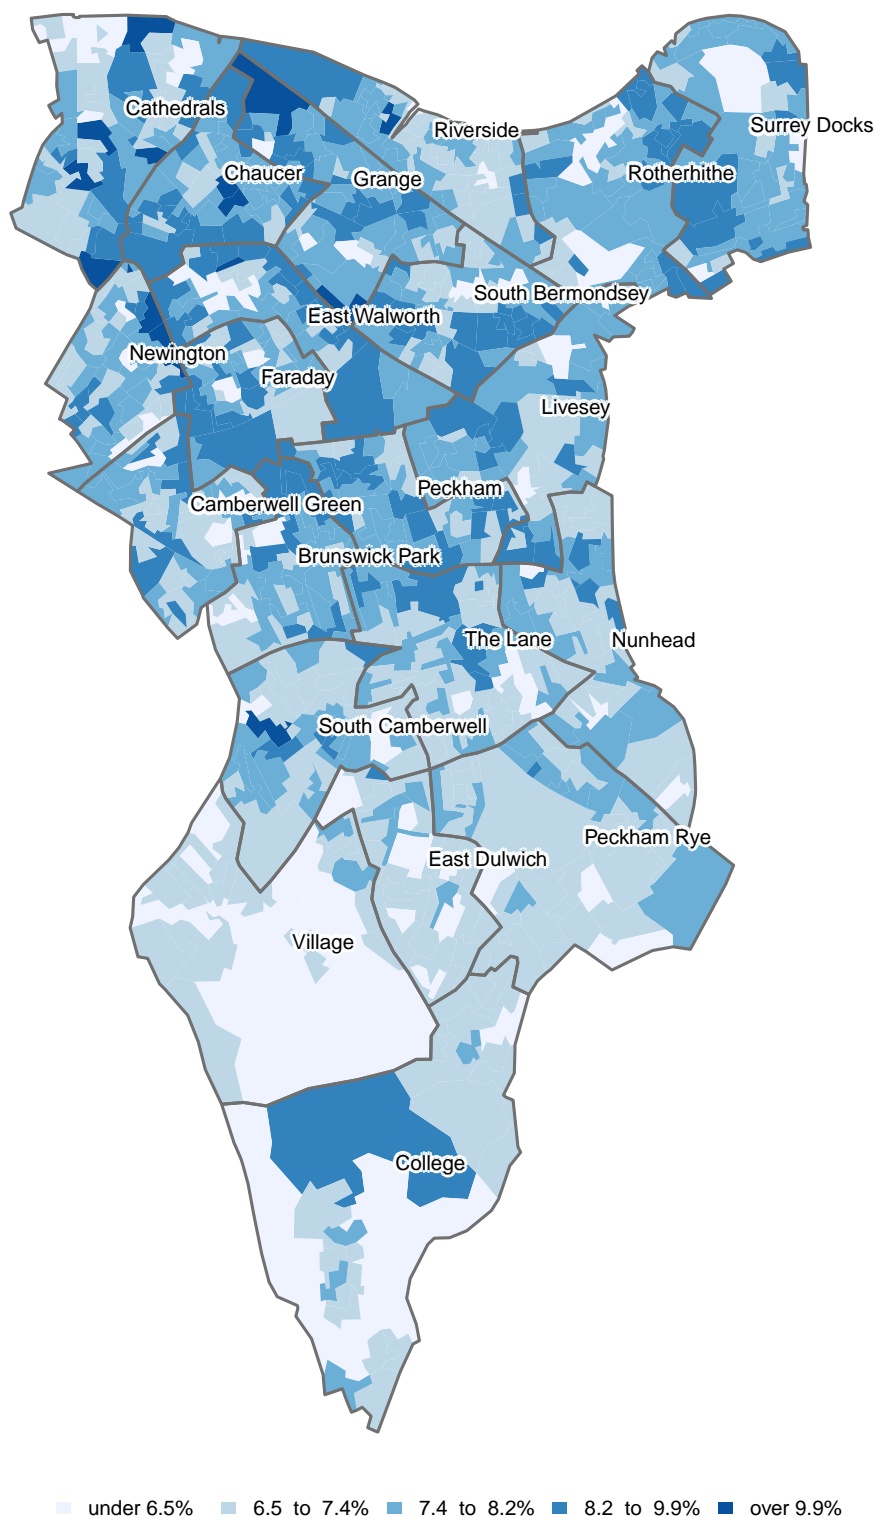 Cathedrals
Riverside
Surrey Docks
Chaucer
Grange
Rotherhithe
South Bermondsey
East Walworth
Newington
Faraday
Livesey
Peckham
Camberwell Green
Brunswick Park
The Lane
Nunhead
South Camberwell
Peckham Rye
East Dulwich
Village
College
under 6.5% 6.5 to 7.4% 7.4 to 8.2% 8.2 to 9.9% over 9.9%